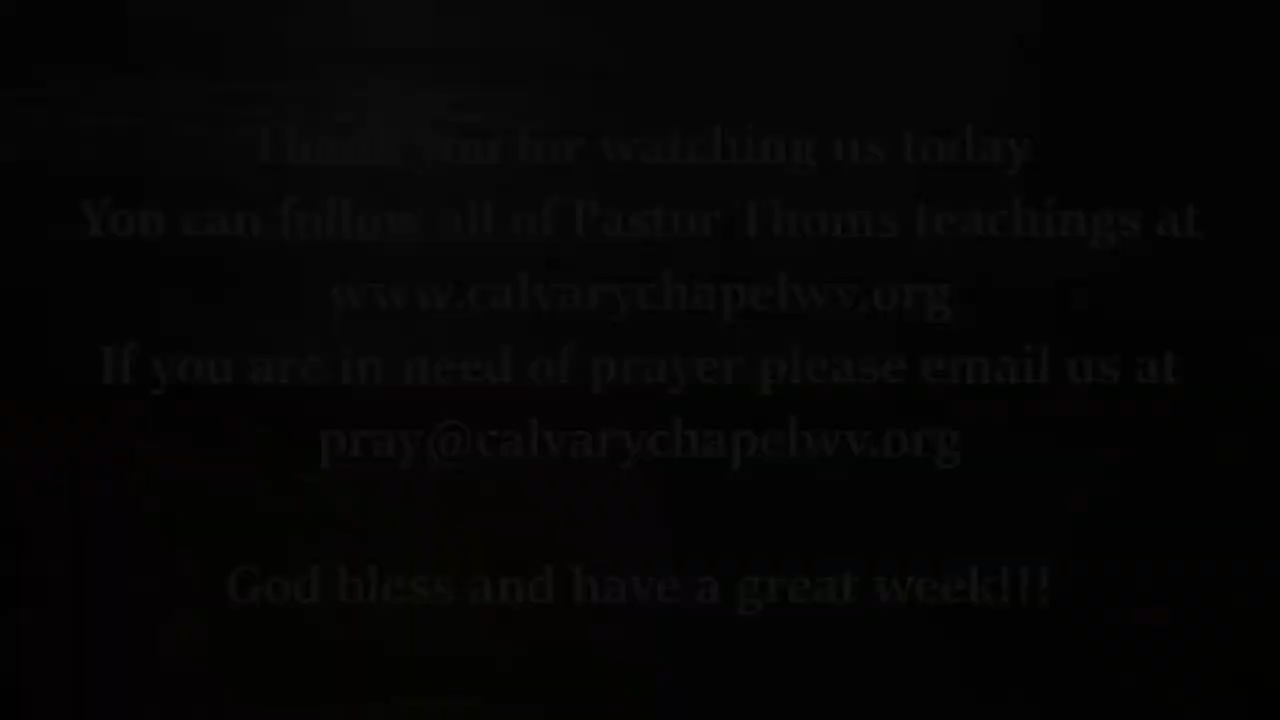 Thank you for watching us today
You can follow all of Pastor Thoms teachings at
www.calvarychapelwv.org
If you are in need of prayer please email us at
pray@calvarychapelwv.org
God bless and have a great week!!!